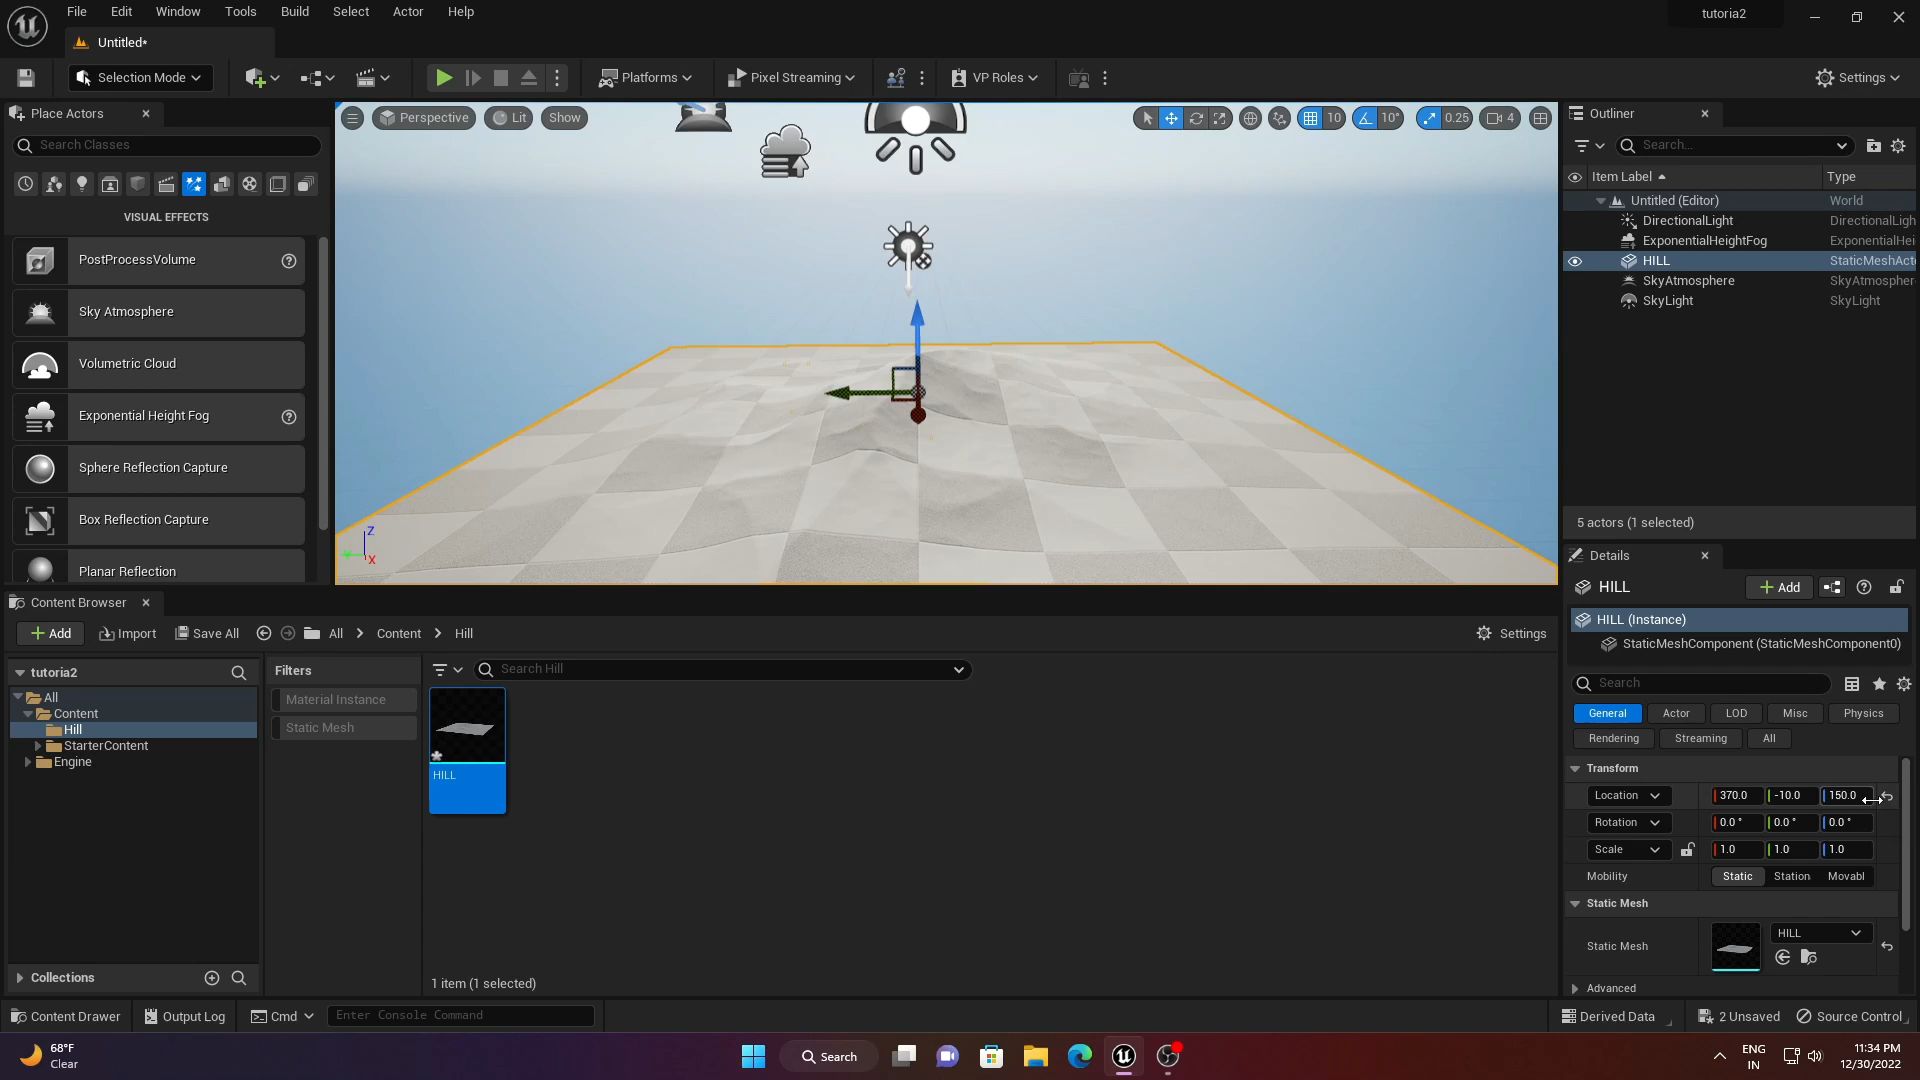 File Edit Window Tools Build Select Actor Help
tutoria2
Untitled*
Selection Mode
Platforms
Pixel Streaming
VP Roles
Settings
Place Actors
Search Classes
VISUAL EFFECTS
PostProcessVolume
Sky Atmosphere
Volumetric Cloud
Exponential Height Fog
Sphere Reflection Capture
Box Reflection Capture
Planar Reflection
Perspective
Lit
Show
10
10°
0.25
4
Z
X
Outliner
Search...
Item Label
Type
Untitled (Editor)
World
DirectionalLight
DirectionalLigh
ExponentialHeightFog
ExponentialHei
HILL
StaticMeshAct
SkyAtmosphere
SkyAtmospher
SkyLight
SkyLight
5 actors (1 selected)
Details
HILL
Add
HILL (Instance)
StaticMeshComponent (StaticMeshComponent0)
Search
General
Actor
LOD
Misc
Physics
Rendering
Streaming
All
Transform
Location
370.0
-10.0
150.0
Rotation
0.0 °
0.0 °
0.0 °
Scale
1.0
1.0
1.0
Mobility
Static
Station
Movabl
Static Mesh
Static Mesh
HILL
Advanced
Content Browser
Add
Import
Save All
All
Content
Hill
Settings
tutoria2
All
Content
Hill
StarterContent
Engine
Collections
Filters
Material Instance
Static Mesh
Search Hill
HILL
1 item (1 selected)
Content Drawer
Output Log
Cmd
Enter Console Command
Derived Data
2 Unsaved
Source Control
68°F
Clear
Search
ENG
IN
11:34 PM
12/30/2022